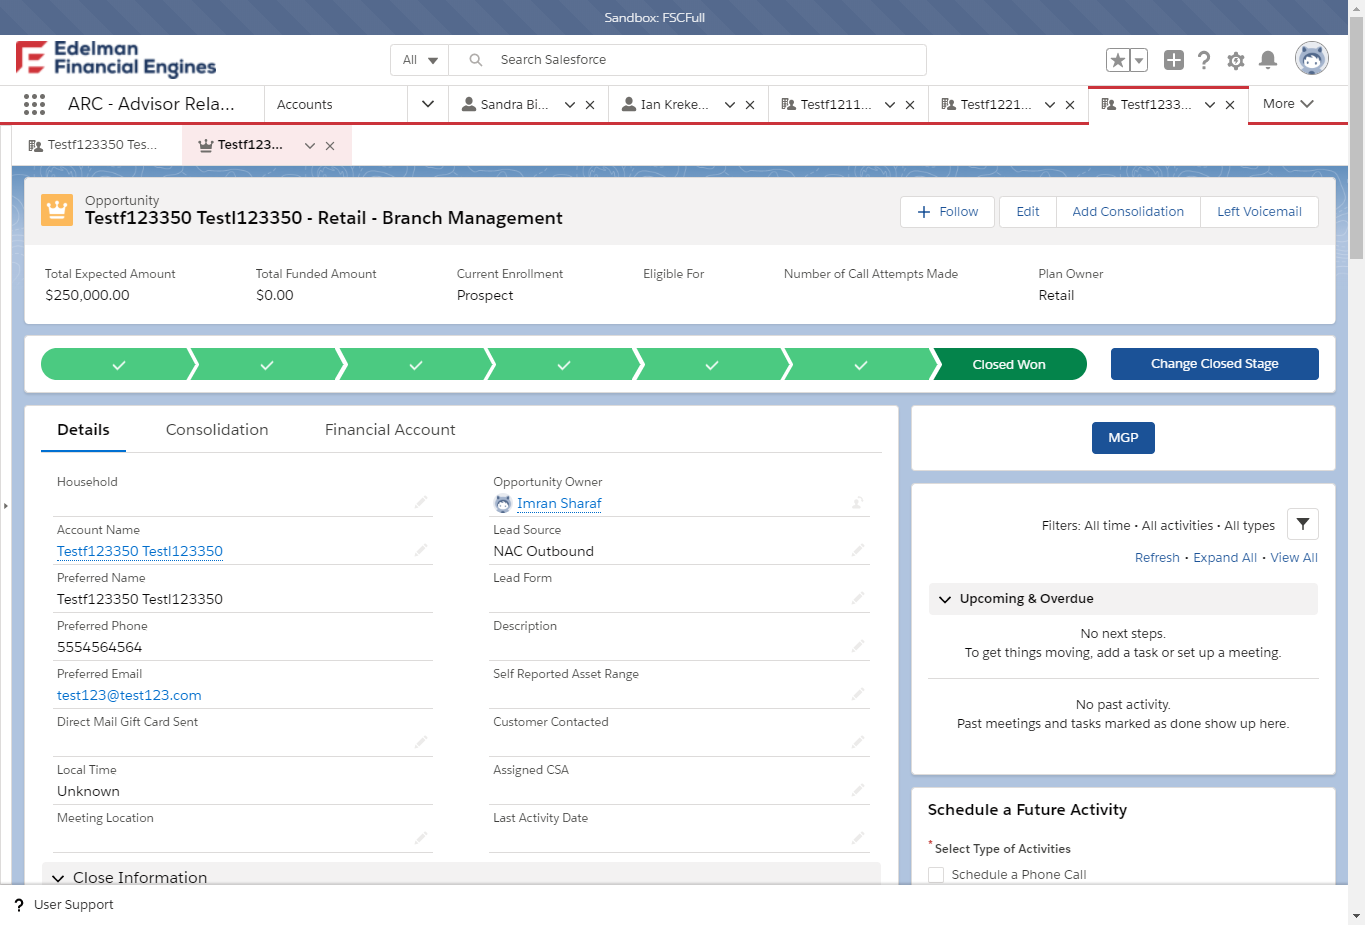 Sandbox: FSCFull
Edelman
Financial Engines
All
Search Salesforce
ARC - Advisor Rela...
Accounts
Sandra Bi...
Ian Kreke...
Testf1211...
Testf1221...
Testf1233...
More
Testf123350 Tes...
Testf123...
Opportunity
Testf123350 Testl123350 - Retail - Branch Management
Follow
Edit
Add Consolidation
Left Voicemail
Total Expected Amount
$250,000.00
Total Funded Amount
$0.00
Current Enrollment
Prospect
Eligible For
Number of Call Attempts Made
Plan Owner
Retail
Closed Won
Change Closed Stage
Details
Consolidation
Financial Account
Household
Opportunity Owner
Imran Sharaf
Account Name
Testf123350 Testl123350
Lead Source
NAC Outbound
Preferred Name
Testf123350 Testl123350
Lead Form
Preferred Phone
5554564564
Description
Preferred Email
test123@test123.com
Self Reported Asset Range
Direct Mail Gift Card Sent
Customer Contacted
Local Time
Unknown
Assigned CSA
Meeting Location
Last Activity Date
Close Information
MGP
Filters: All time • All activities • All types
Refresh • Expand All • View All
Upcoming & Overdue
No next steps.
To get things moving, add a task or set up a meeting.
No past activity.
Past meetings and tasks marked as done show up here.
Schedule a Future Activity
* Select Type of Activities
Schedule a Phone Call
? User Support